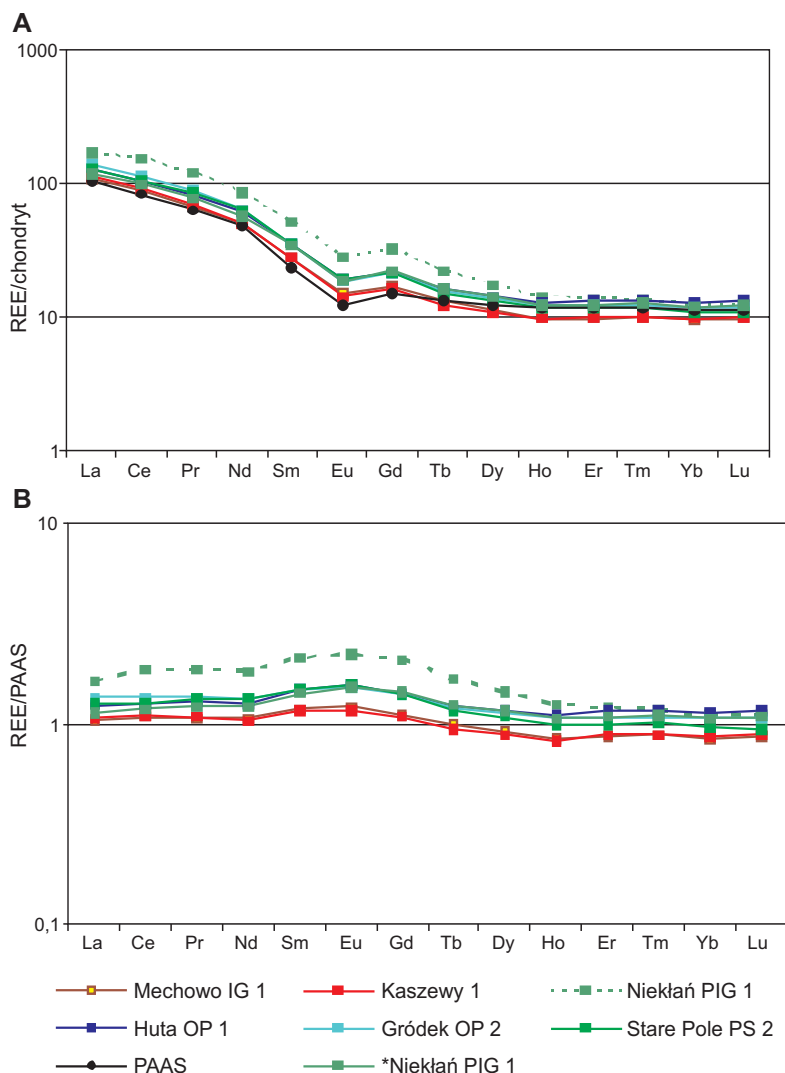 A
1000
100
10
1
REE/chondryt
La Ce Pr Nd Sm Eu Gd Tb Dy Ho Er Tm Yb Lu
B
10
1
0,1
REE/PAAS
La Ce Pr Nd Sm Eu Gd Tb Dy Ho Er Tm Yb Lu
Mechowo IG 1 Kaszewy 1 Niekłań PIG 1
Huta OP 1 Gródek OP 2 Stare Pole PS 2
PAAS *Niekłań PIG 1